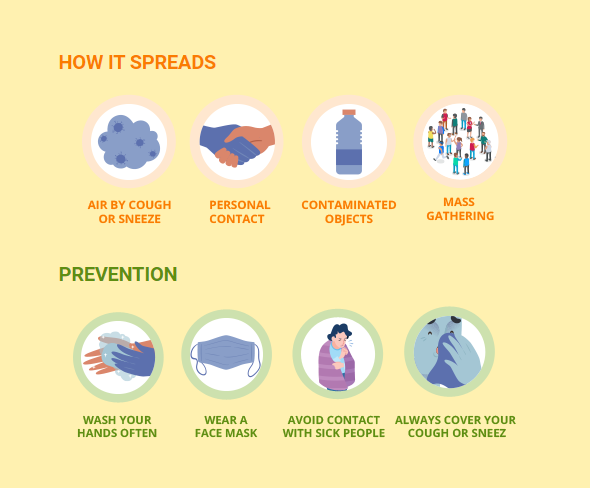 HOW IT SPREADS
AIR BY COUGH
OR SNEEZE
PERSONAL
CONTACT
CONTAMINATED
OBJECTS
MASS
GATHERING
PREVENTION
WASH YOUR
HANDS OFTEN
WEAR A
FACE MASK
AVOID CONTACT
WITH SICK PEOPLE
ALWAYS COVER YOUR
COUGH OR SNEEZ